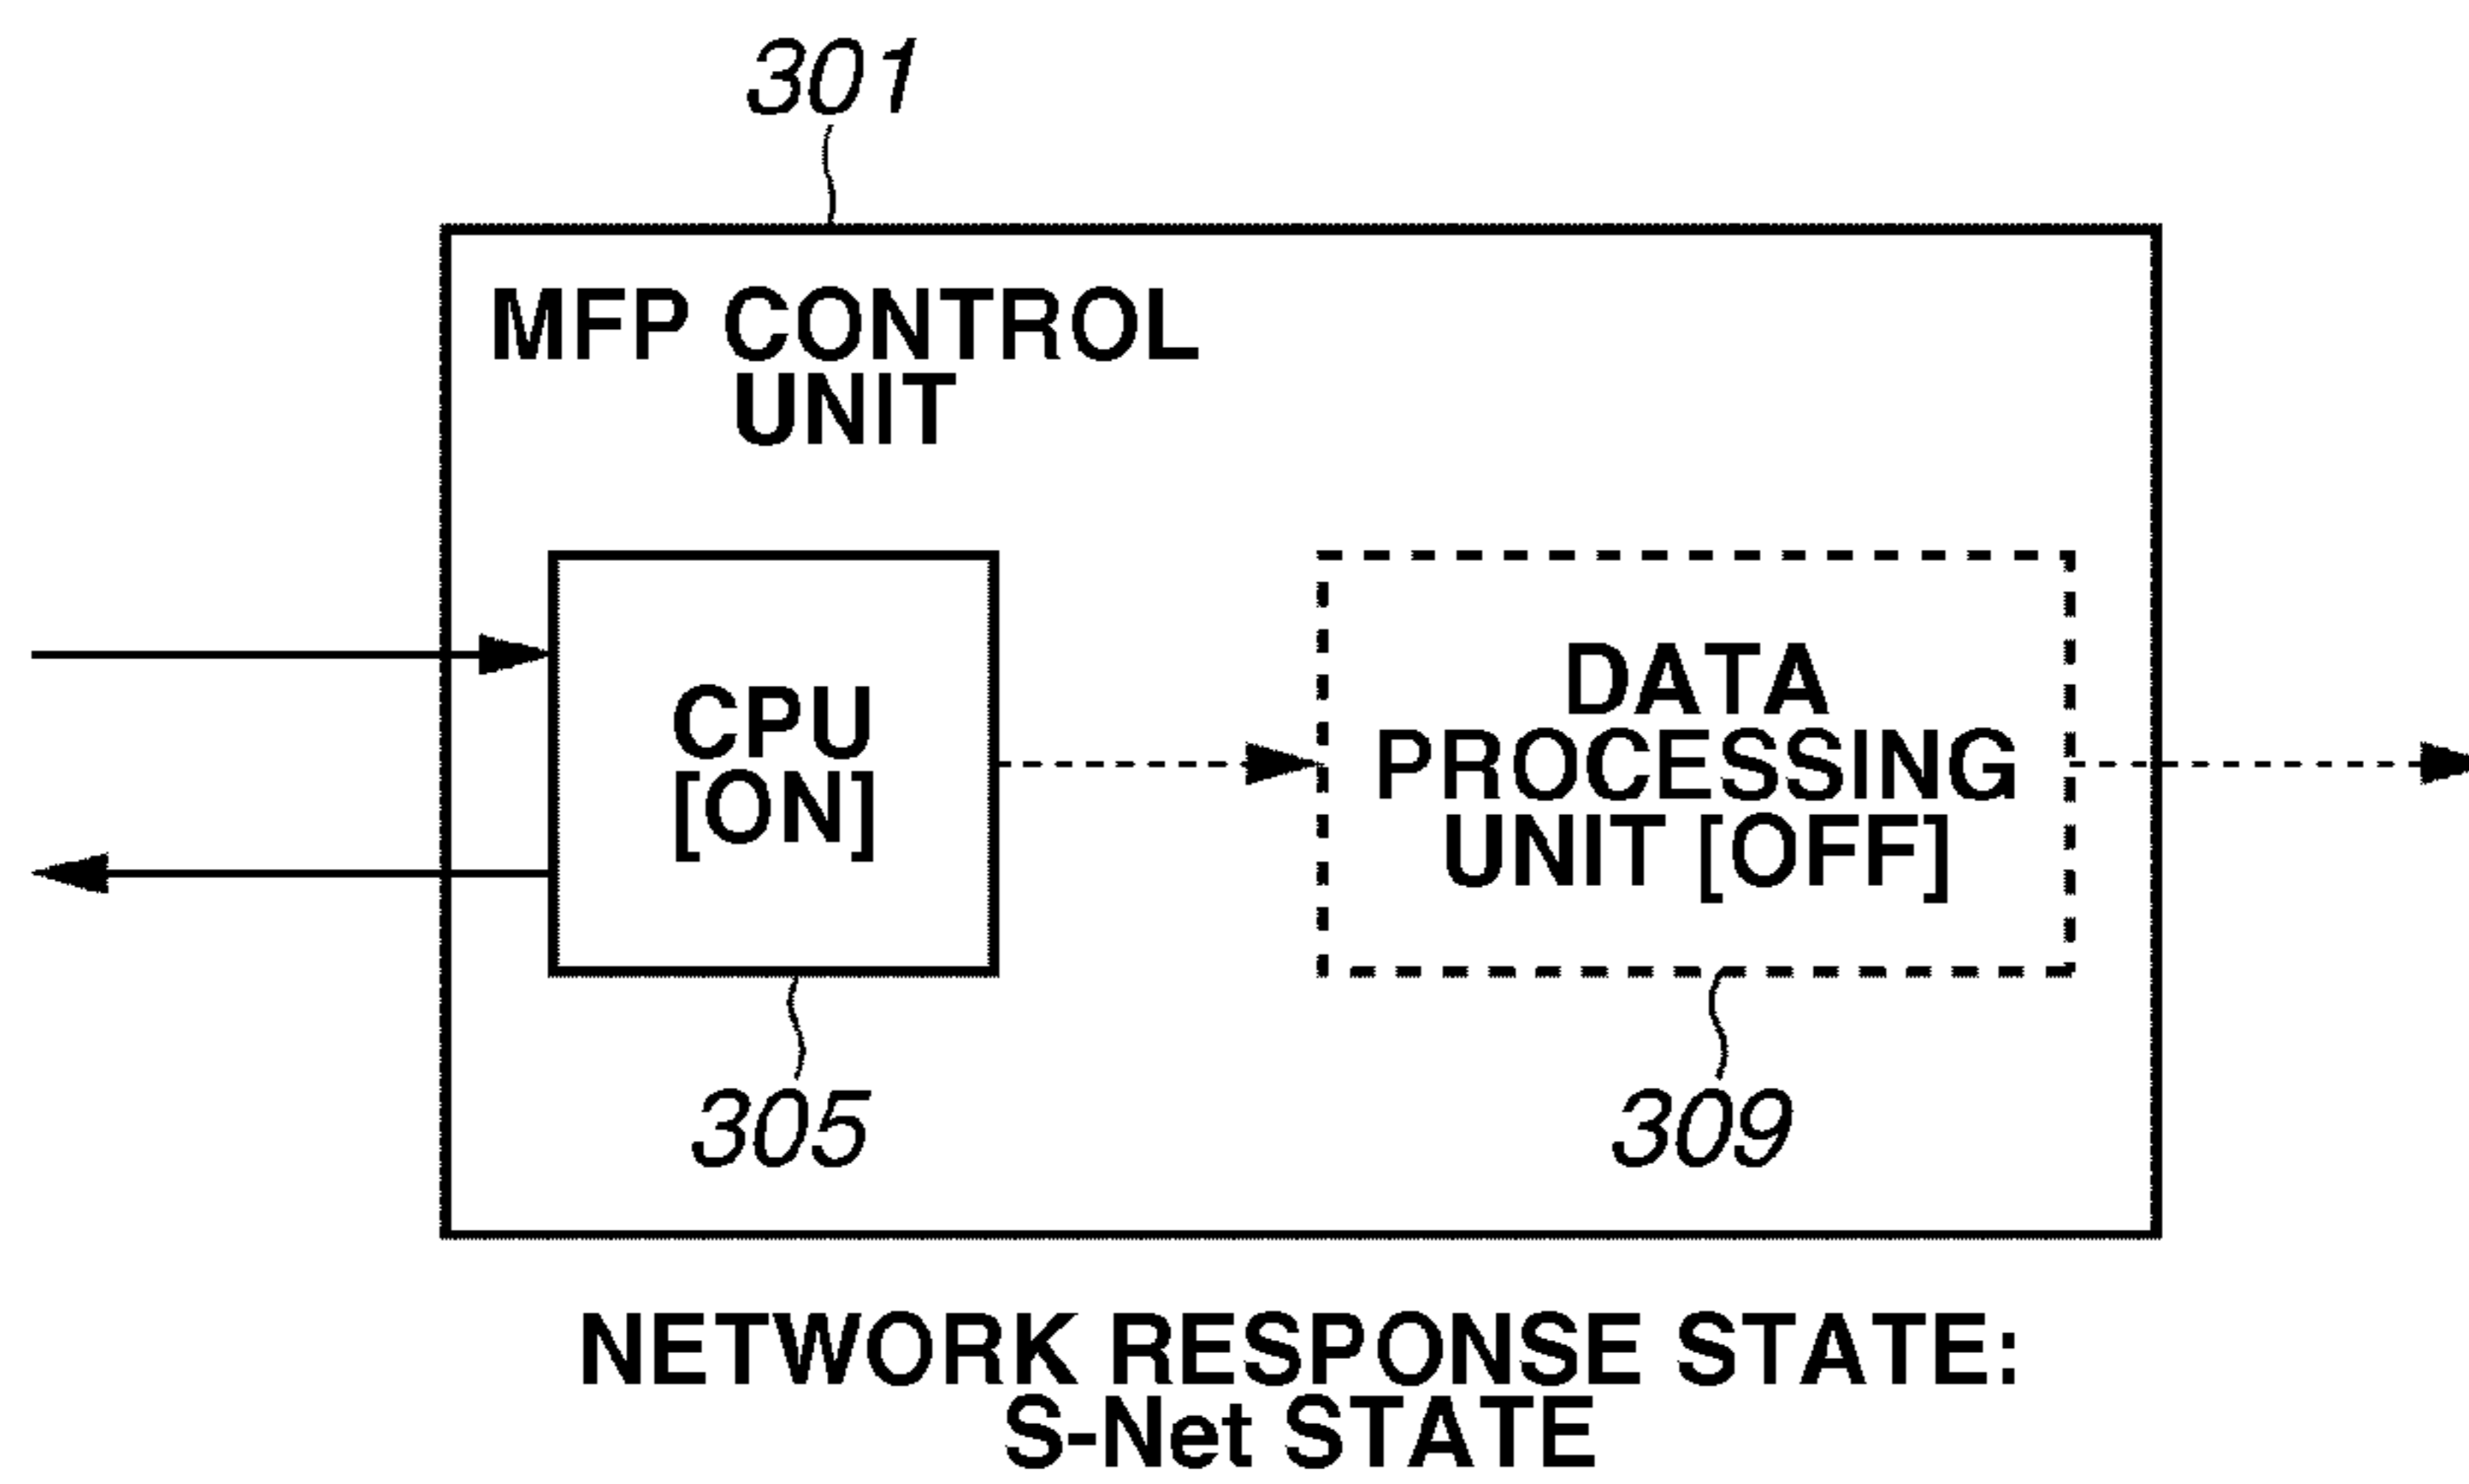 301
MFP CONTROL
UNIT
CPU
[ON]
DATA
PROCESSING
UNIT [OFF]
305
309
NETWORK RESPONSE STATE:
S-Net STATE